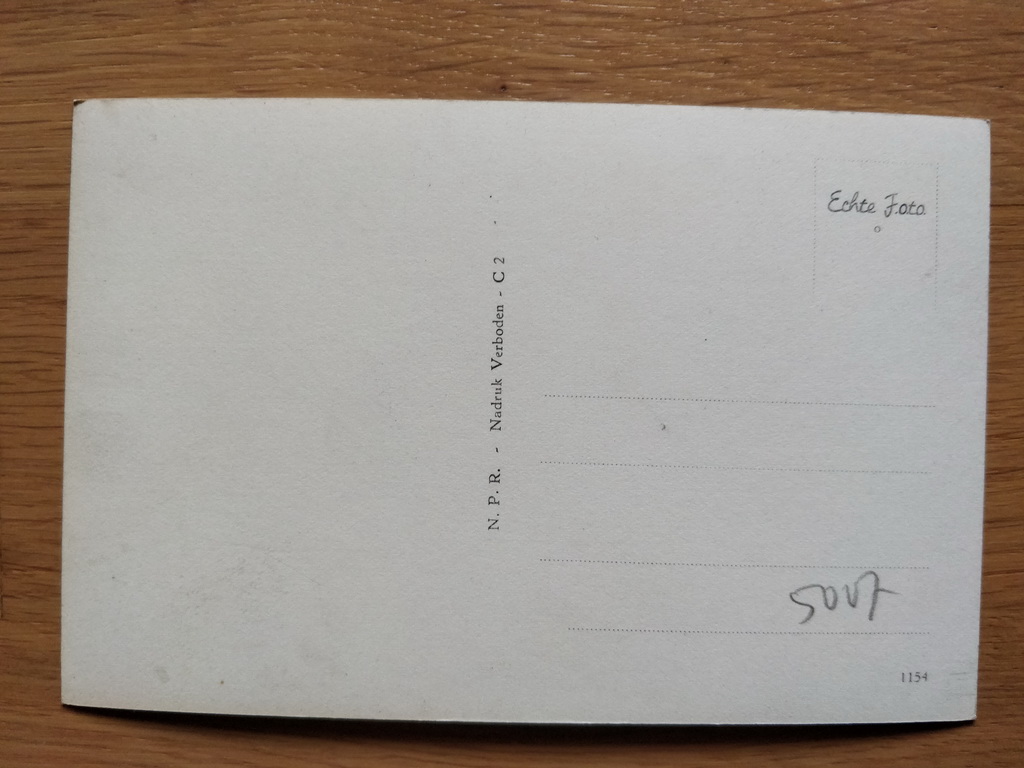 Echte Foto
N. P. R. - Nadruk Verboden - C 2
5007
1154